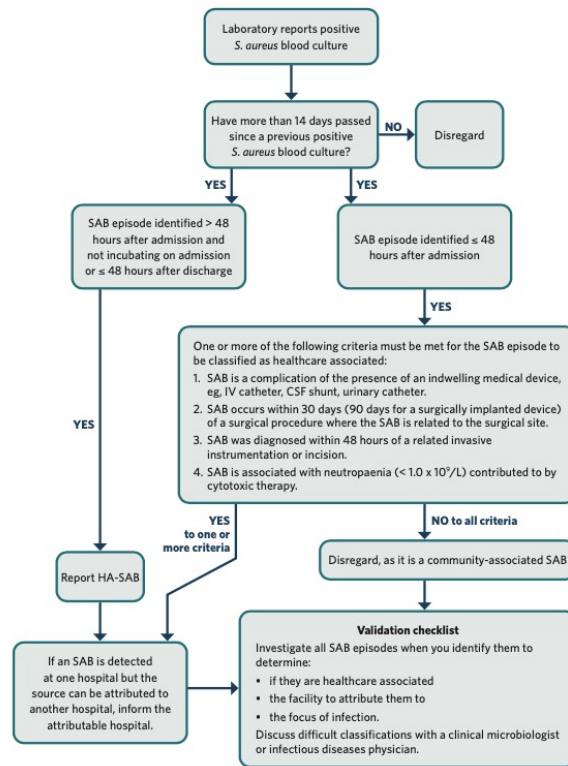 Laboratory reports positive
S. aureus blood culture
Have more than 14 days passed
since a previous positive
S. aureus blood culture?
NO
Disregard
YES
YES
SAB episode identified > 48
hours after admission and
not incubating on admission
or ≤ 48 hours after discharge
SAB episode identified ≤ 48
hours after admission
YES
One or more of the following criteria must be met for the SAB episode to
be classified as healthcare associated:
1. SAB is a complication of the presence of an indwelling medical device,
eg, IV catheter, CSF shunt, urinary catheter.
2. SAB occurs within 30 days (90 days for a surgically implanted device)
of a surgical procedure where the SAB is related to the surgical site.
3. SAB was diagnosed within 48 hours of a related invasive
instrumentation or incision.
4. SAB is associated with neutropaenia (< 1.0 x 10⁹/L) contributed to by
cytotoxic therapy.
YES
YES
to one or
more criteria
NO to all criteria
Report HA-SAB
Disregard, as it is a community-associated SAB
If an SAB is detected
at one hospital but the
source can be attributed to
another hospital, inform the
attributable hospital.
Validation checklist
Investigate all SAB episodes when you identify them to
determine:
• if they are healthcare associated
• the facility to attribute them to
• the focus of infection.
Discuss difficult classifications with a clinical microbiologist
or infectious diseases physician.